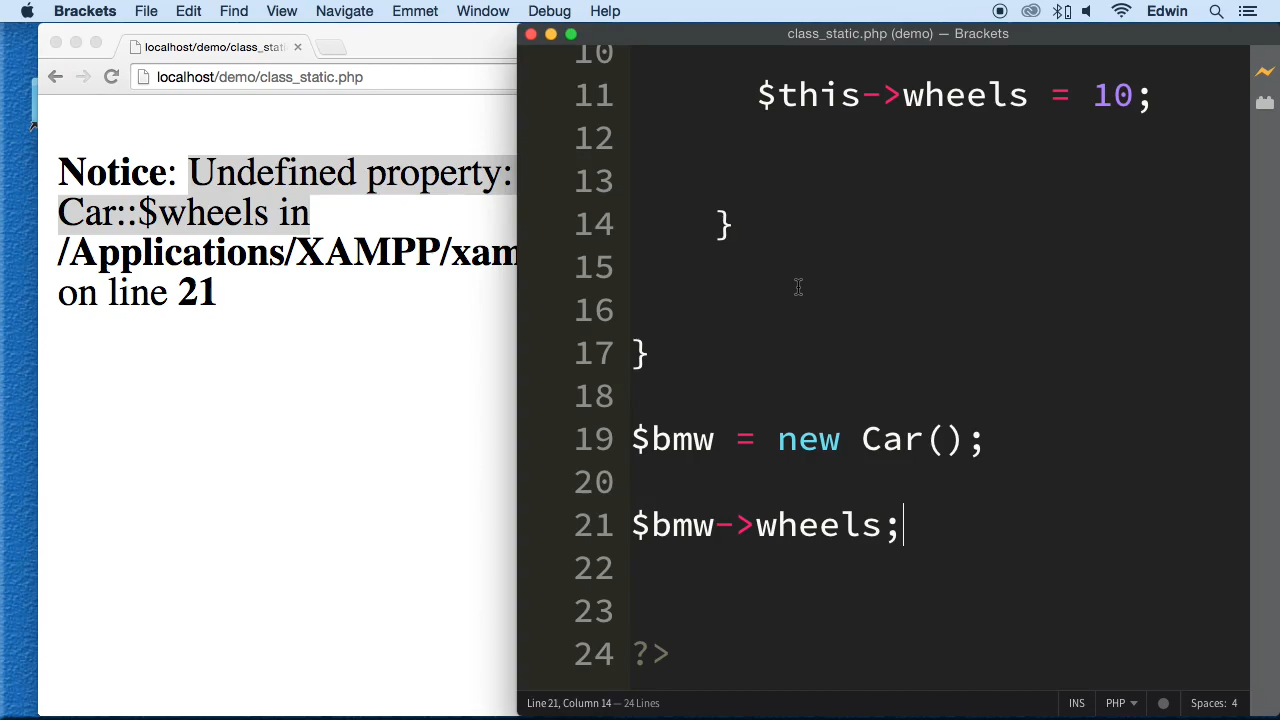 Brackets File Edit Find View Navigate Emmet Window Debug Help Edwin
class_static.php (demo) — Brackets
localhost/demo/class_stati
localhost/demo/class_static.php
Notice: Undefined property:
Car::$wheels in
/Applications/XAMPP/xam
on line 21
10
11 $this->wheels = 10;
12
13
14 }
15
16
17 }
18
19 $bmw = new Car();
20
21 $bmw->wheels;
22
23
24 ?>
Line 21, Column 14 — 24 Lines INS PHP Spaces: 4